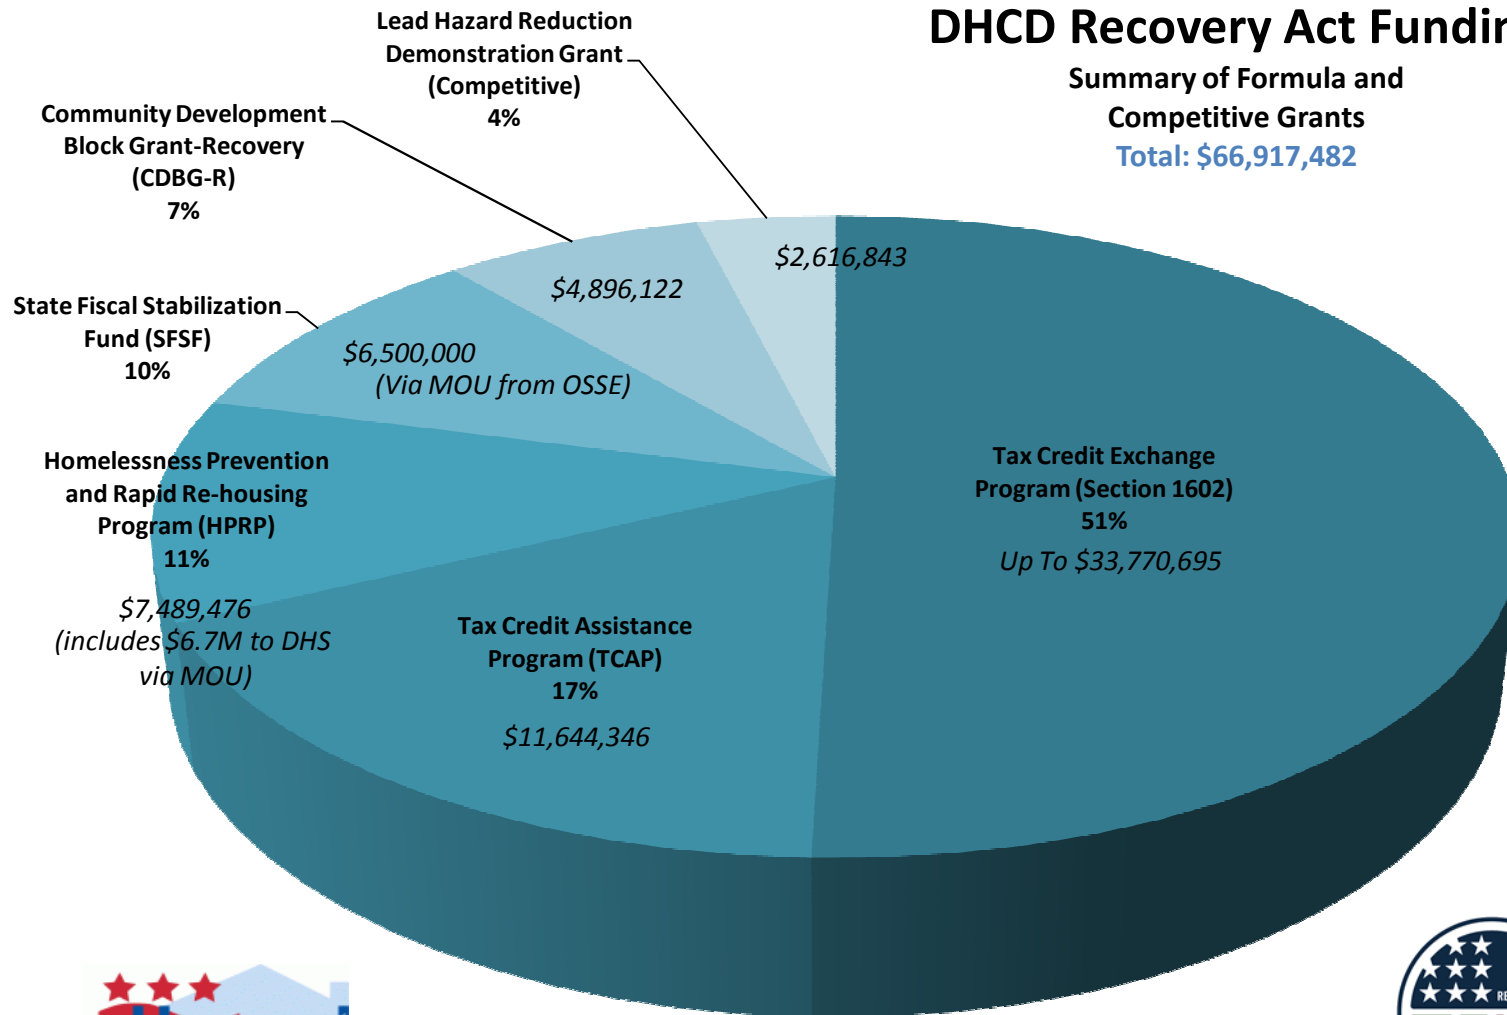 DHCD Recovery Act Fundin
Summary of Formula and
Competitive Grants
Total: $66,917,482
Lead Hazard Reduction
Demonstration Grant
(Competitive)
4%
$2,616,843
Community Development
Block Grant-Recovery
(CDBG-R)
7%
$4,896,122
State Fiscal Stabilization
Fund (SFSF)
10%
$6,500,000
(Via MOU from OSSE)
Homelessness Prevention
and Rapid Re-housing
Program (HPRP)
11%
$7,489,476
(includes $6.7M to DHS
via MOU)
Tax Credit Assistance
Program (TCAP)
17%
$11,644,346
Tax Credit Exchange
Program (Section 1602)
51%
Up To $33,770,695
RE